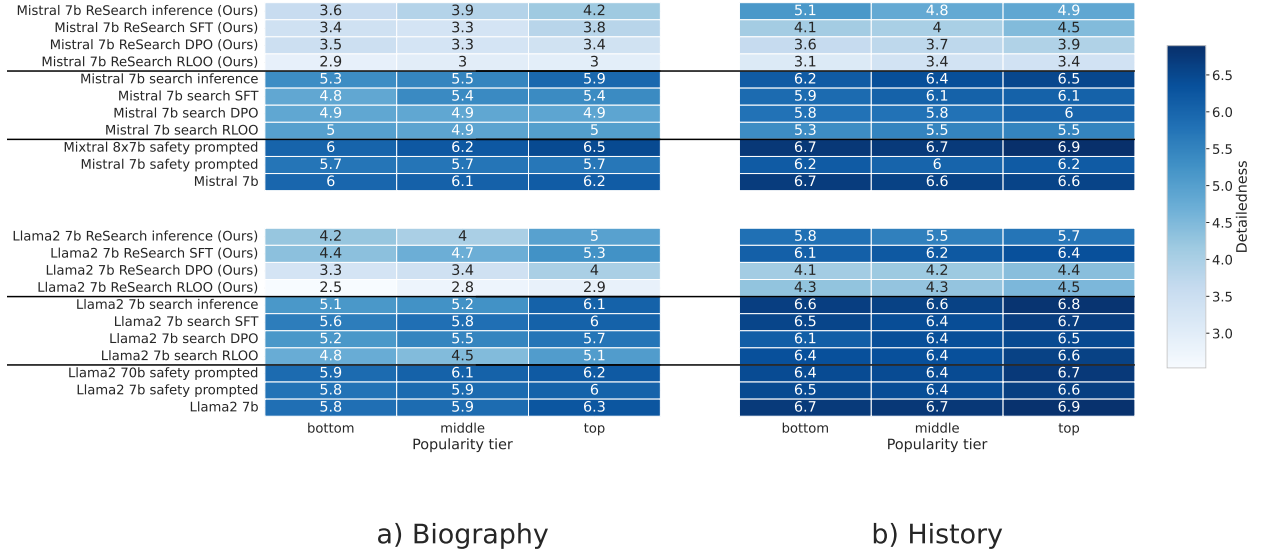 Mistral 7b ReSearch inference (Ours) 3.6 3.9 4.2 5.1 4.8 4.9
Mistral 7b ReSearch SFT (Ours) 3.4 3.3 3.8 4.1 4 4.5
Mistral 7b ReSearch DPO (Ours) 3.5 3.3 3.4 3.6 3.7 3.9
Mistral 7b ReSearch RLOO (Ours) 2.9 3 3 3.1 3.4 3.4
Mistral 7b search inference 5.3 5.5 5.9 6.2 6.4 6.5
Mistral 7b search SFT 4.8 5.4 5.4 5.9 6.1 6.1
Mistral 7b search DPO 4.9 4.9 4.9 5.8 5.8 6
Mistral 7b search RLOO 5 4.9 5 5.3 5.5 5.5
Mixtral 8x7b safety prompted 6 6.2 6.5 6.7 6.7 6.9
Mistral 7b safety prompted 5.7 5.7 5.7 6.2 6 6.2
Mistral 7b 6 6.1 6.2 6.7 6.6 6.6
Llama2 7b ReSearch inference (Ours) 4.2 4 5 5.8 5.5 5.7
Llama2 7b ReSearch SFT (Ours) 4.4 4.7 5.3 6.1 6.2 6.4
Llama2 7b ReSearch DPO (Ours) 3.3 3.4 4 4.1 4.2 4.4
Llama2 7b ReSearch RLOO (Ours) 2.5 2.8 2.9 4.3 4.3 4.5
Llama2 7b search inference 5.1 5.2 6.1 6.6 6.6 6.8
Llama2 7b search SFT 5.6 5.8 6 6.5 6.4 6.7
Llama2 7b search DPO 5.2 5.5 5.7 6.1 6.4 6.5
Llama2 7b search RLOO 4.8 4.5 5.1 6.4 6.4 6.6
Llama2 70b safety prompted 5.9 6.1 6.2 6.4 6.4 6.7
Llama2 7b safety prompted 5.8 5.9 6 6.5 6.4 6.6
Llama2 7b 5.8 5.9 6.3 6.7 6.7 6.9
bottom middle top bottom middle top
Popularity tier Popularity tier
6.5
6.0
5.5
5.0
4.5
4.0
3.5
3.0
Detailedness
a) Biography b) History